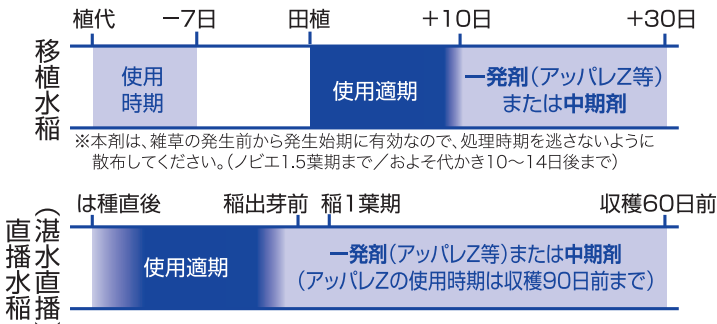 植代 －7日 田植 ＋10日 ＋30日
移植水稲
使用
時期
使用適期
一発剤（アッパレZ等）
または中期剤
※本剤は、雑草の発生前から発生始期に有効なので、処理時期を逃さないように
散布してください。（ノビエ1.5葉期まで／およそ代かき10～14日後まで）
は種直後 稲出芽前 稲1葉期 収穫60日前
直播水稲
（湛水直播）
使用適期
一発剤（アッパレZ等）または中期剤
（アッパレZの使用時期は収穫90日前まで）